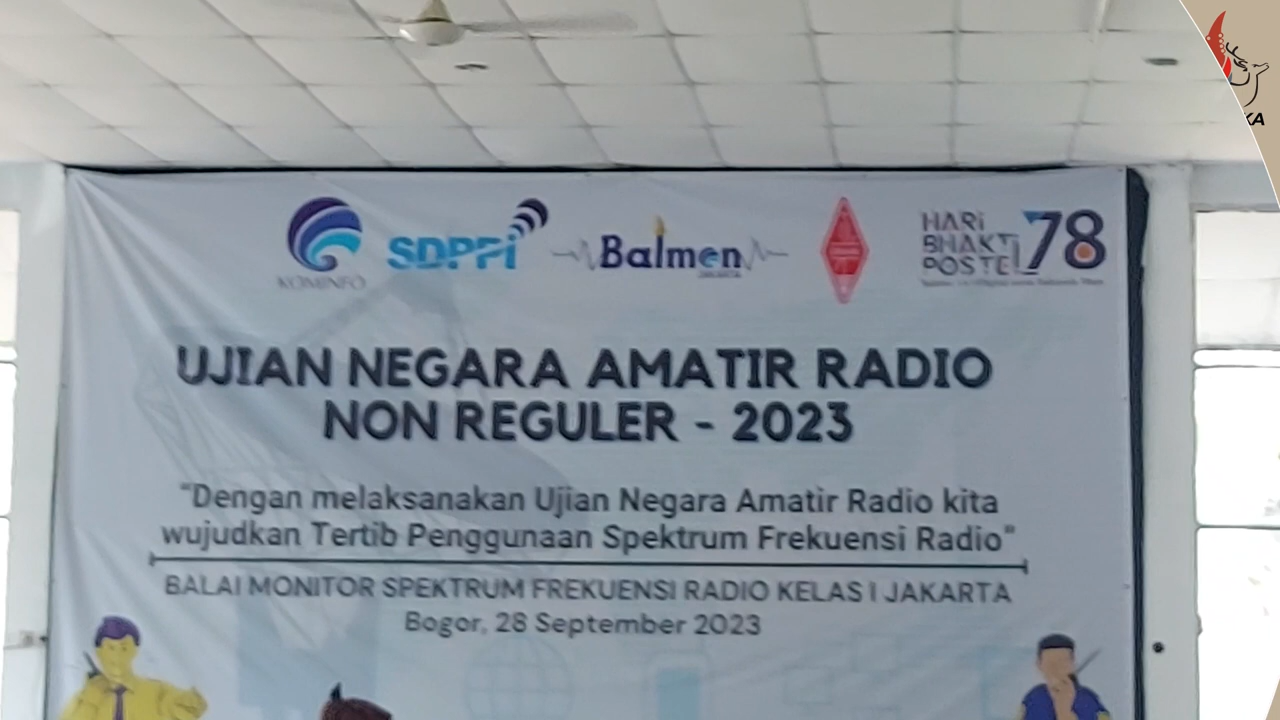 KA
KOMINFO
SDPPI
Balmon
JAKARTA
HARI
BHAKTI
POSTEL
78
UJIAN NEGARA AMATIR RADIO
NON REGULER - 2023
"Dengan melaksanakan Ujian Negara Amatir Radio kita
wujudkan Tertib Penggunaan Spektrum Frekuensi Radio"
BALAI MONITOR SPEKTRUM FREKUENSI RADIO KELAS I JAKARTA
Bogor, 28 September 2023